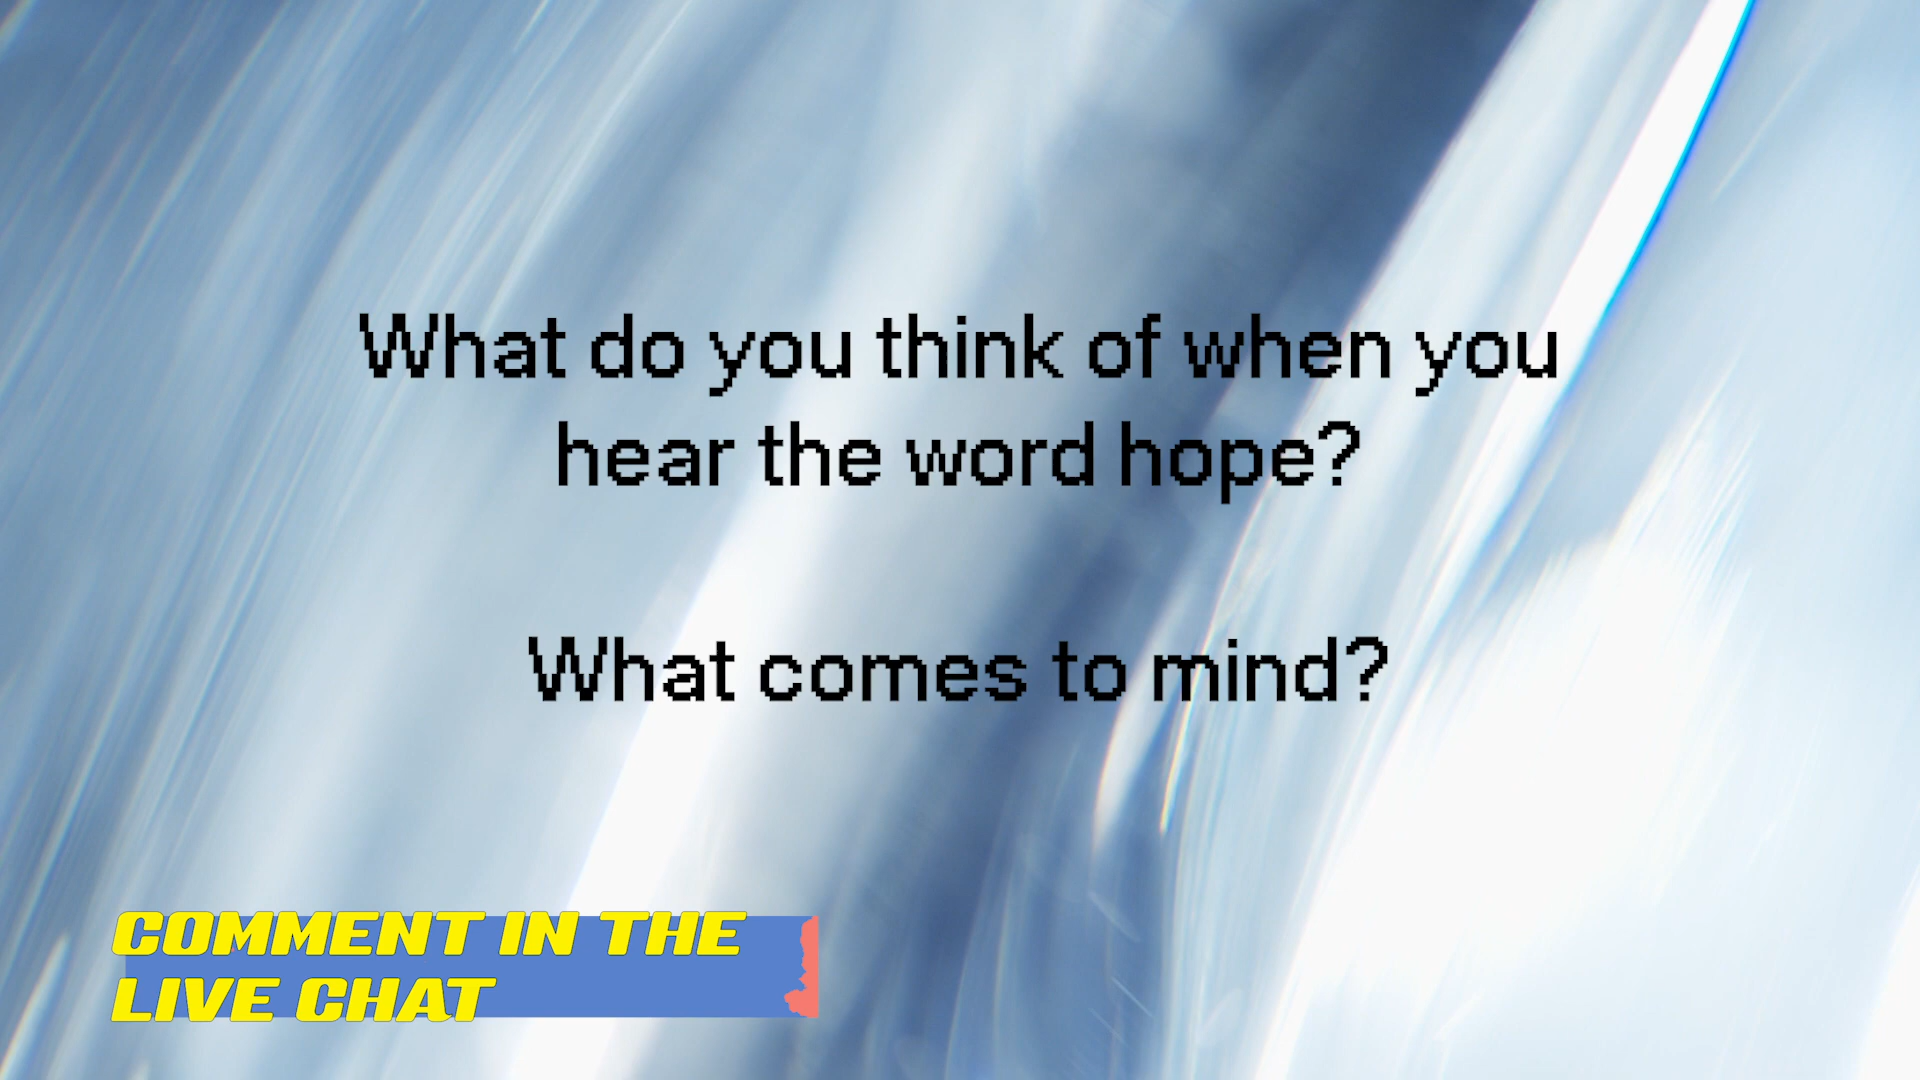 What do you think of when you
hear the word hope?
What comes to mind?
COMMENT IN THE
LIVE CHAT